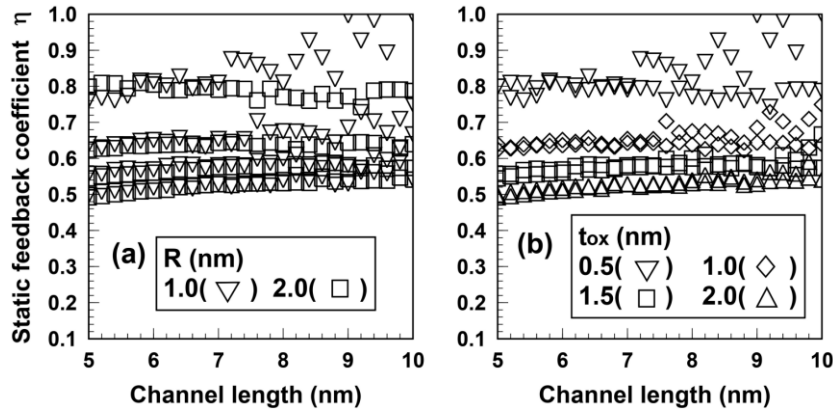 Static feedback coefficient η
1.0
0.9
0.8
0.7
0.6
0.5
0.4
0.3
0.2
0.1
(a)
R (nm)
1.0( ▽ ) 2.0( □ )
5 6 7 8 9 10
Channel length (nm)
1.0
0.9
0.8
0.7
0.6
0.5
0.4
0.3
0.2
0.1
(b)
tox (nm)
0.5( ▽ ) 1.0( ◇ )
1.5( □ ) 2.0( △ )
5 6 7 8 9 10
Channel length (nm)